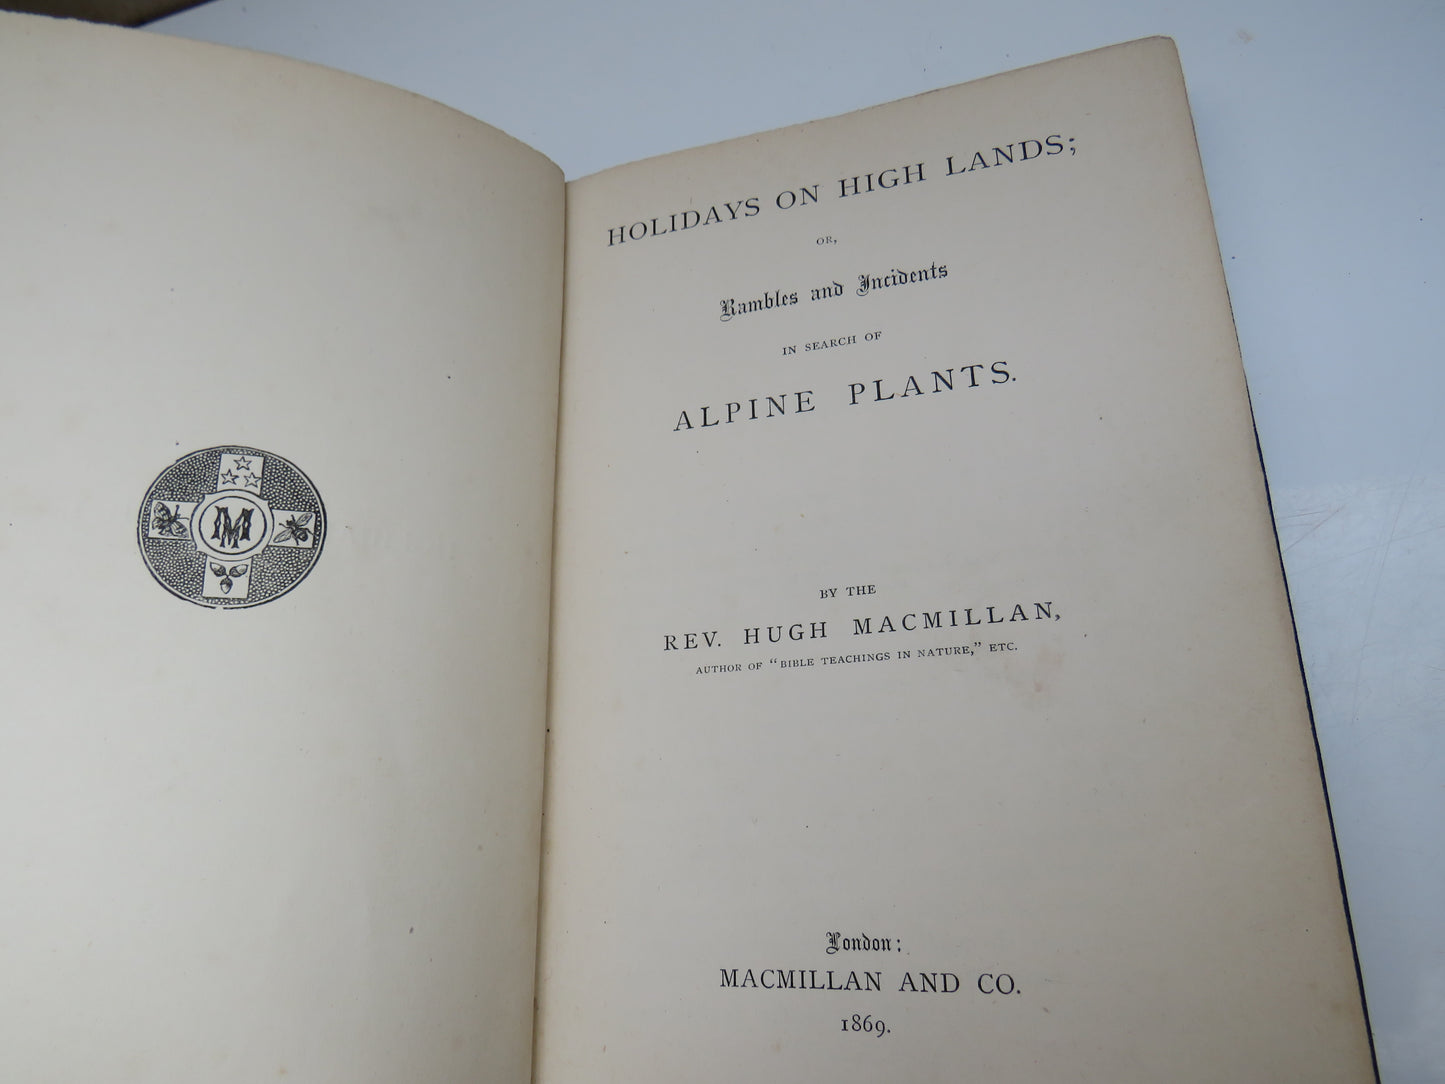 M
HOLIDAYS ON HIGH LANDS;
OR,
Rambles and Incidents
IN SEARCH OF
ALPINE PLANTS.
BY THE
REV. HUGH MACMILLAN,
AUTHOR OF "BIBLE TEACHINGS IN NATURE," ETC.
London:
MACMILLAN AND CO.
1869.